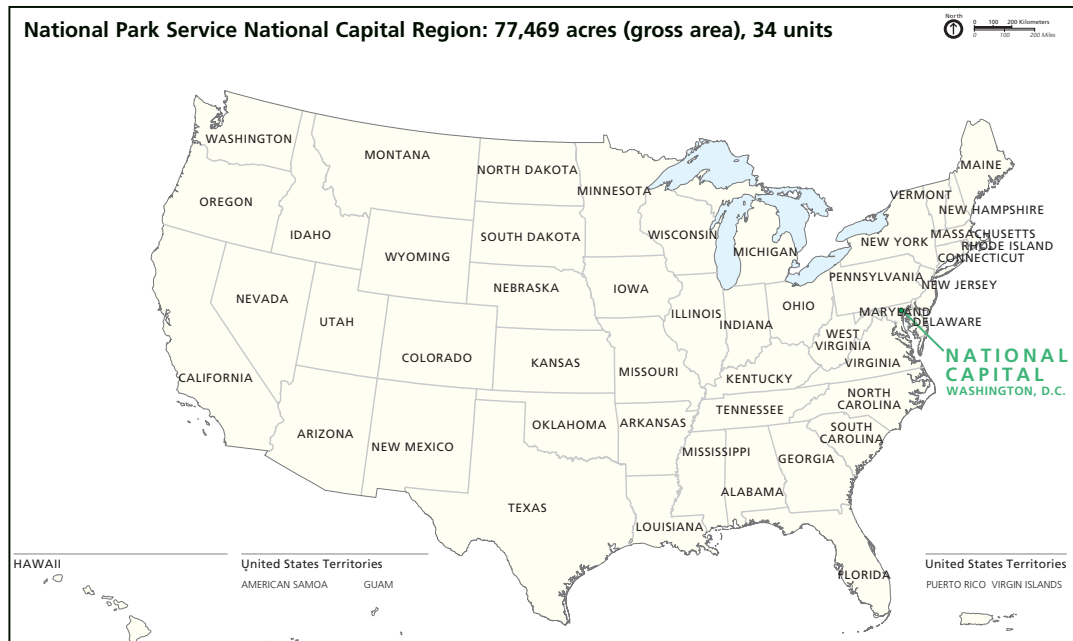 National Park Service National Capital Region: 77,469 acres (gross area), 34 units
North
0 100 200 Kilometers
0 100 200 Miles
WASHINGTON
MONTANA
NORTH DAKOTA
MINNESOTA
MAINE
VERMONT
OREGON
IDAHO
NEW HAMPSHIRE
WISCONSIN
SOUTH DAKOTA
MASSACHUSETTS
NEW YORK
RHODE ISLAND
MICHIGAN
WYOMING
CONNECTICUT
PENNSYLVANIA
NEW JERSEY
NEBRASKA
IOWA
NEVADA
OHIO
UTAH
ILLINOIS
INDIANA
MARYLAND
DELAWARE
WEST
VIRGINIA
COLORADO
KANSAS
VIRGINIA
NATIONAL
CAPITAL
WASHINGTON, D.C.
MISSOURI
CALIFORNIA
KENTUCKY
NORTH
CAROLINA
TENNESSEE
OKLAHOMA
ARKANSAS
SOUTH
CAROLINA
ARIZONA
NEW MEXICO
MISSISSIPPI
GEORGIA
ALABAMA
TEXAS
LOUISIANA
FLORIDA
HAWAII
United States Territories
AMERICAN SAMOA
GUAM
United States Territories
PUERTO RICO
VIRGIN ISLANDS